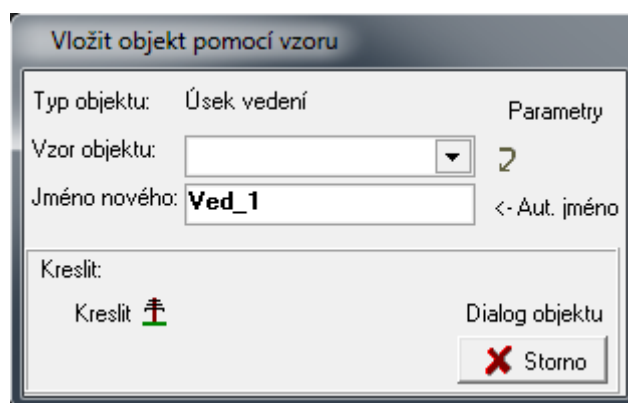 Vložit objekt pomocí vzoru
Typ objektu: Úsek vedení
Parametry
Vzor objektu:
Jméno nového: Ved_1
<- Aut. jméno
Kreslit:
Kreslit
Dialog objektu
Storno